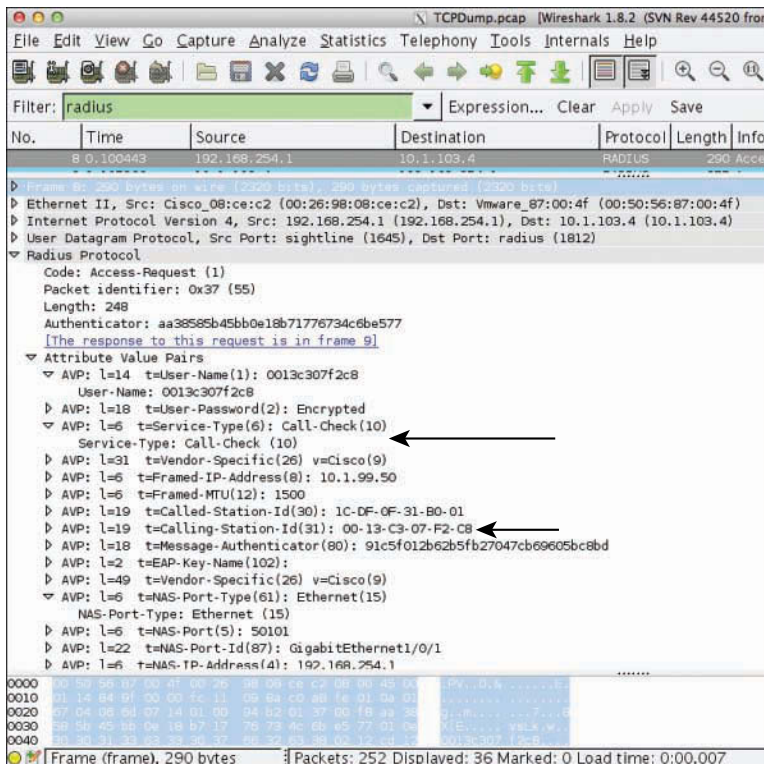 TCPDump.pcap [Wireshark 1.8.2 (SVN Rev 44520 from
File Edit View Go Capture Analyze Statistics Telephony Tools Internals Help
Filter: radius Expression... Clear Apply Save
No. Time Source Destination Protocol Length Info
8 0.100443 192.168.254.1 10.1.103.4 RADIUS 290 Acce
Frame 8: 290 bytes on wire (2320 bits), 290 bytes captured (2320 bits)
Ethernet II, Src: Cisco_08:ce:c2 (00:26:98:08:ce:c2), Dst: Vmware_87:00:4f (00:50:56:87:00:4f)
Internet Protocol Version 4, Src: 192.168.254.1 (192.168.254.1), Dst: 10.1.103.4 (10.1.103.4)
User Datagram Protocol, Src Port: sightline (1645), Dst Port: radius (1812)
Radius Protocol
Code: Access-Request (1)
Packet identifier: 0x37 (55)
Length: 248
Authenticator: aa38585b45bb0e18b71776734c6be577
[The response to this request is in frame 9]
Attribute Value Pairs
AVP: l=14 t=User-Name(1): 0013c307f2c8
User-Name: 0013c307f2c8
AVP: l=18 t=User-Password(2): Encrypted
AVP: l=6 t=Service-Type(6): Call-Check(10)
Service-Type: Call-Check (10)
AVP: l=31 t=Vendor-Specific(26) v=Cisco(9)
AVP: l=6 t=Framed-IP-Address(8): 10.1.99.50
AVP: l=6 t=Framed-MTU(12): 1500
AVP: l=19 t=Called-Station-Id(30): 1C-DF-0F-31-B0-01
AVP: l=19 t=Calling-Station-Id(31): 00-13-C3-07-F2-C8
AVP: l=18 t=Message-Authenticator(80): 91c5f012b62b5fb27047cb69605bc8bd
AVP: l=2 t=EAP-Key-Name(102):
AVP: l=49 t=Vendor-Specific(26) v=Cisco(9)
AVP: l=6 t=NAS-Port-Type(61): Ethernet(15)
NAS-Port-Type: Ethernet (15)
AVP: l=6 t=NAS-Port(5): 50101
AVP: l=22 t=NAS-Port-Id(87): GigabitEthernet1/0/1
AVP: l=6 t=NAS-IP-Address(4): 192.168.254.1
0000
0010
0020
0030
0040
Frame (frame), 290 bytes Packets: 252 Displayed: 36 Marked: 0 Load time: 0:00.007